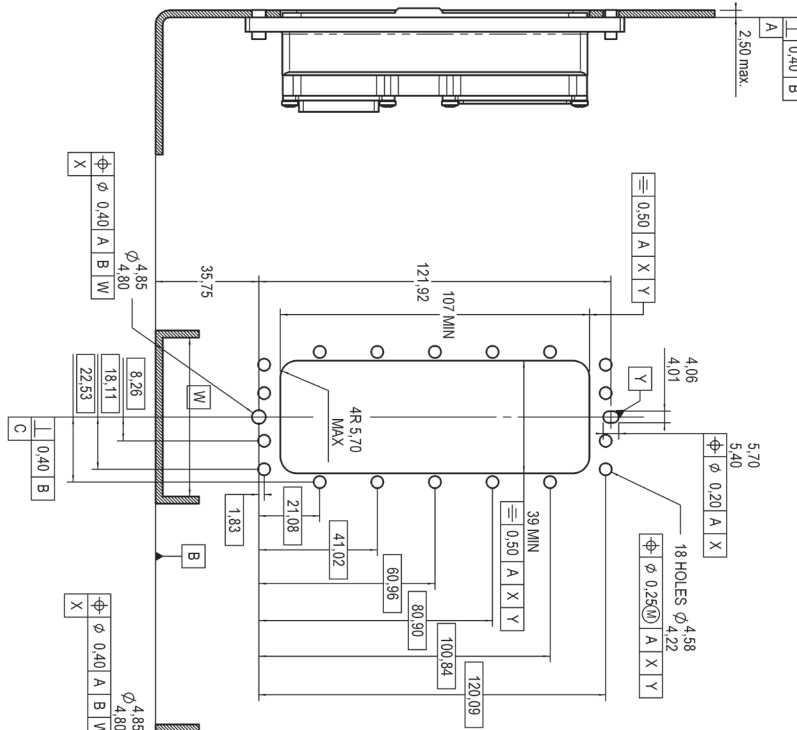 ⊥ 0,40 B
A
2,50 max.
⌖ Ø 0,40 A B W
X
Ø 4,85
4,80
35,75
121,92
107 MIN
⌯ 0,50 A X Y
4,06
4,01
Y
5,70
5,40
⌖ Ø 0,20 A X
W
8,26
18,11
22,53
4R 5,70
MAX
⊥ 0,40 B
C
39 MIN
⌯ 0,50 A X Y
18 HOLES Ø 4,58
4,22
⌖ Ø 0,25Ⓜ A X Y
1,83
21,08
41,02
60,96
80,90
100,84
120,09
B
⌖ Ø 0,40 A B W
X
Ø 4,85
4,80